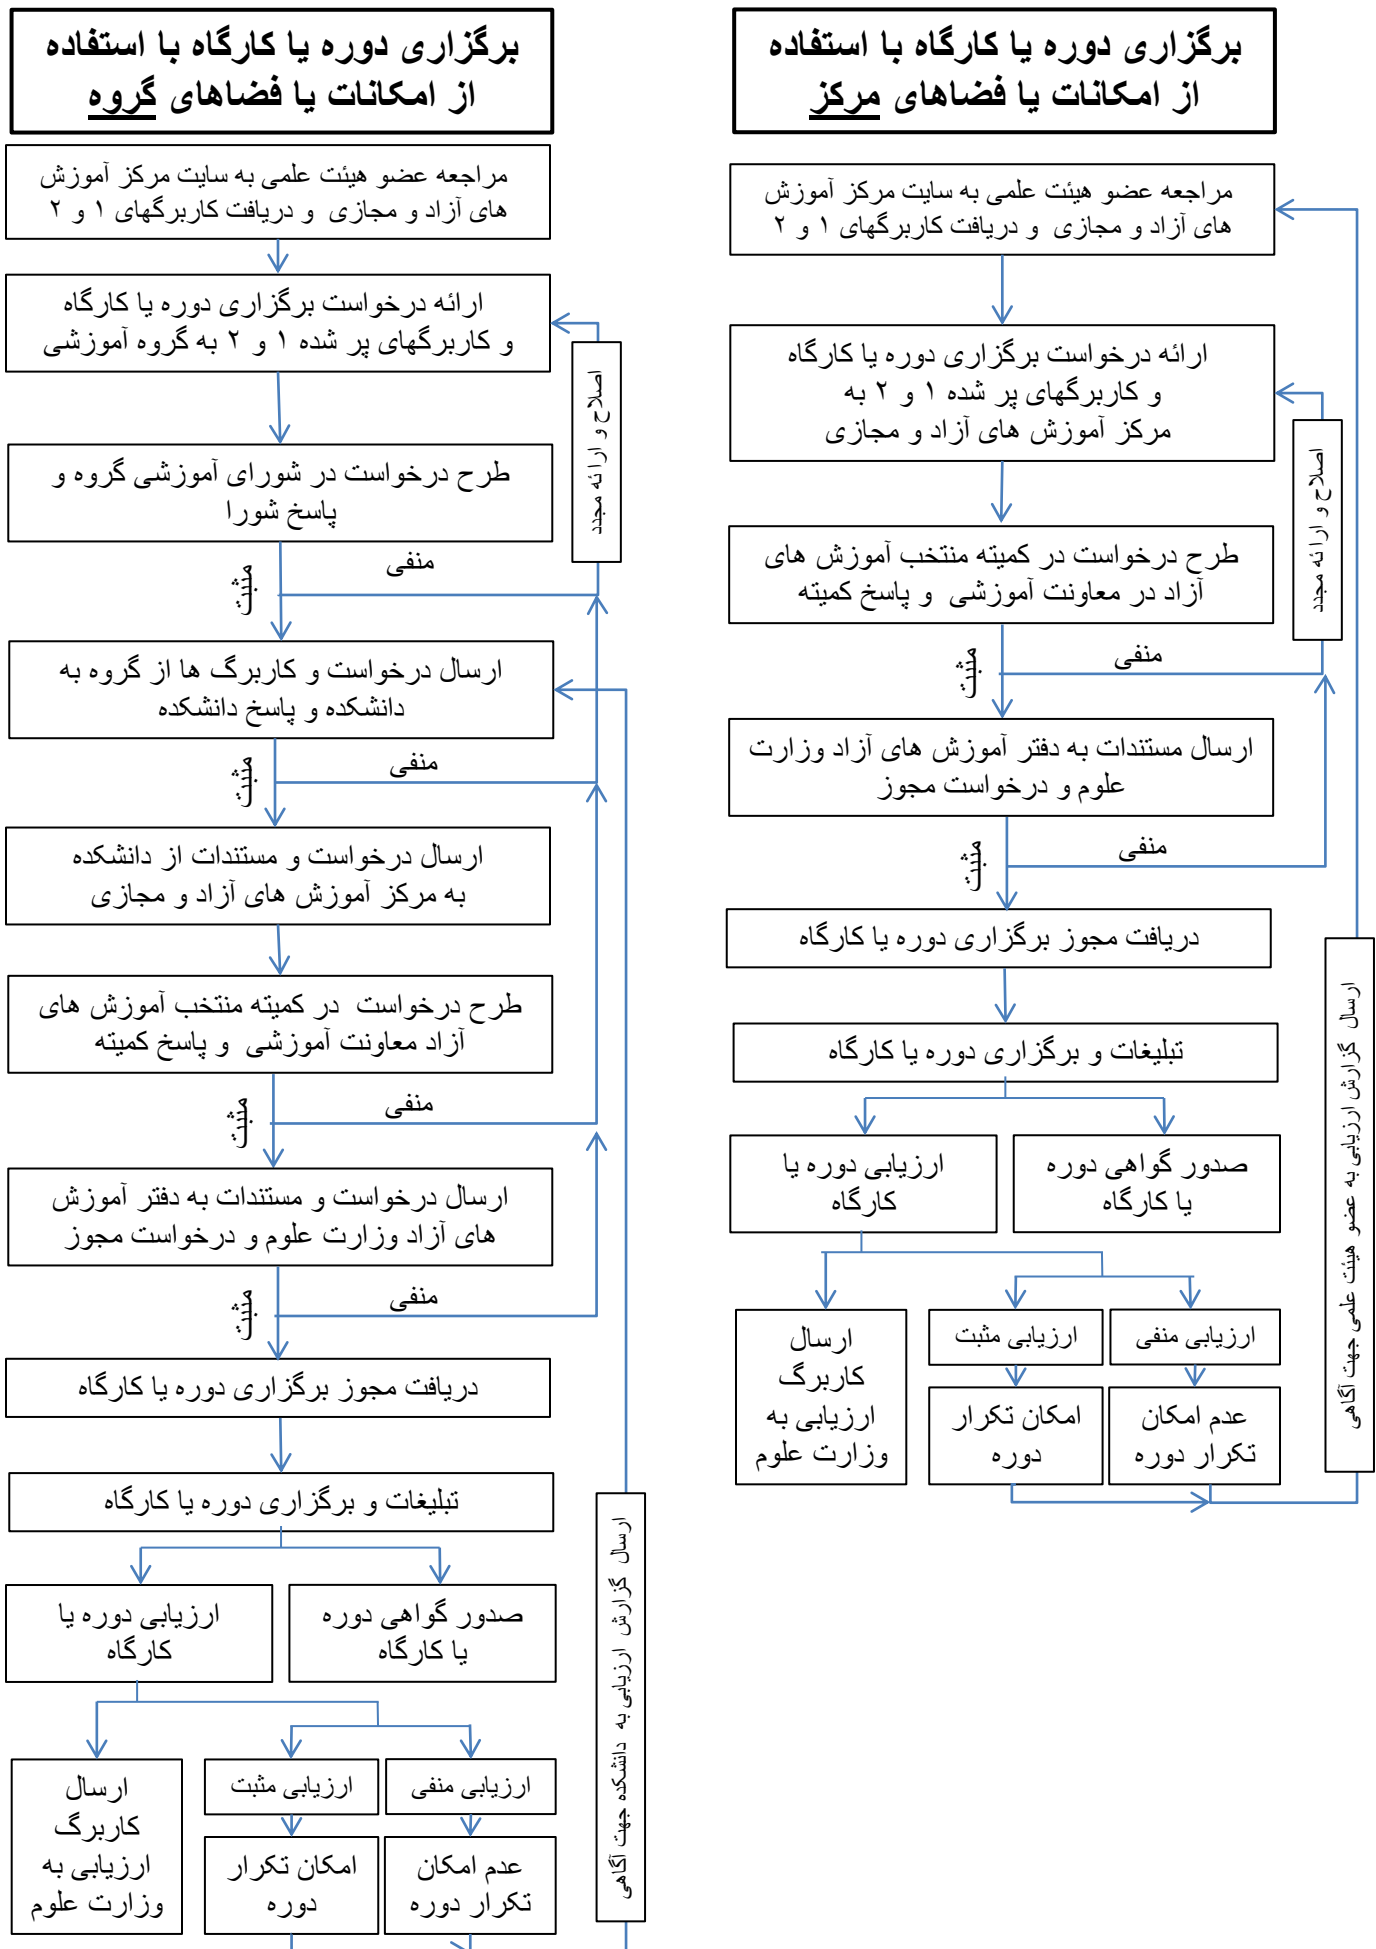 برگزاری دوره یا کارگاه با استفاده
از امکانات یا فضاهای مرکز
مراجعه عضو هیئت علمی به سایت مرکز آموزش
های آزاد و مجازی و دریافت کاربرگهای ۱ و ۲
ارائه درخواست برگزاری دوره یا کارگاه
و کاربرگهای پر شده ۱ و ۲ به
مرکز آموزش های آزاد و مجازی
اصلاح و ارائه مجدد
طرح درخواست در کمیته منتخب آموزش های
آزاد در معاونت آموزشی و پاسخ کمیته
منفی
مثبت
ارسال مستندات به دفتر آموزش های آزاد وزارت
علوم و درخواست مجوز
منفی
مثبت
دریافت مجوز برگزاری دوره یا کارگاه
تبلیغات و برگزاری دوره یا کارگاه
صدور گواهی دوره
یا کارگاه
ارزیابی دوره یا
کارگاه
ارزیابی منفی
ارزیابی مثبت
ارسال
کاربرگ
ارزیابی به
وزارت علوم
عدم امکان
تکرار دوره
امکان تکرار
دوره
ارسال گزارش ارزیابی به عضو هیئت علمی جهت آگاهی
برگزاری دوره یا کارگاه با استفاده
از امکانات یا فضاهای گروه
مراجعه عضو هیئت علمی به سایت مرکز آموزش
های آزاد و مجازی و دریافت کاربرگهای ۱ و ۲
ارائه درخواست برگزاری دوره یا کارگاه
و کاربرگهای پر شده ۱ و ۲ به گروه آموزشی
اصلاح و ارائه مجدد
طرح درخواست در شورای آموزشی گروه و
پاسخ شورا
منفی
مثبت
ارسال درخواست و کاربرگ ها از گروه به
دانشکده و پاسخ دانشکده
منفی
مثبت
ارسال درخواست و مستندات از دانشکده
به مرکز آموزش های آزاد و مجازی
طرح درخواست در کمیته منتخب آموزش های
آزاد معاونت آموزشی و پاسخ کمیته
منفی
مثبت
ارسال درخواست و مستندات به دفتر آموزش
های آزاد وزارت علوم و درخواست مجوز
منفی
مثبت
دریافت مجوز برگزاری دوره یا کارگاه
تبلیغات و برگزاری دوره یا کارگاه
صدور گواهی دوره
یا کارگاه
ارزیابی دوره یا
کارگاه
ارزیابی منفی
ارزیابی مثبت
ارسال
کاربرگ
ارزیابی به
وزارت علوم
عدم امکان
تکرار دوره
امکان تکرار
دوره
ارسال گزارش ارزیابی به دانشکده جهت آگاهی